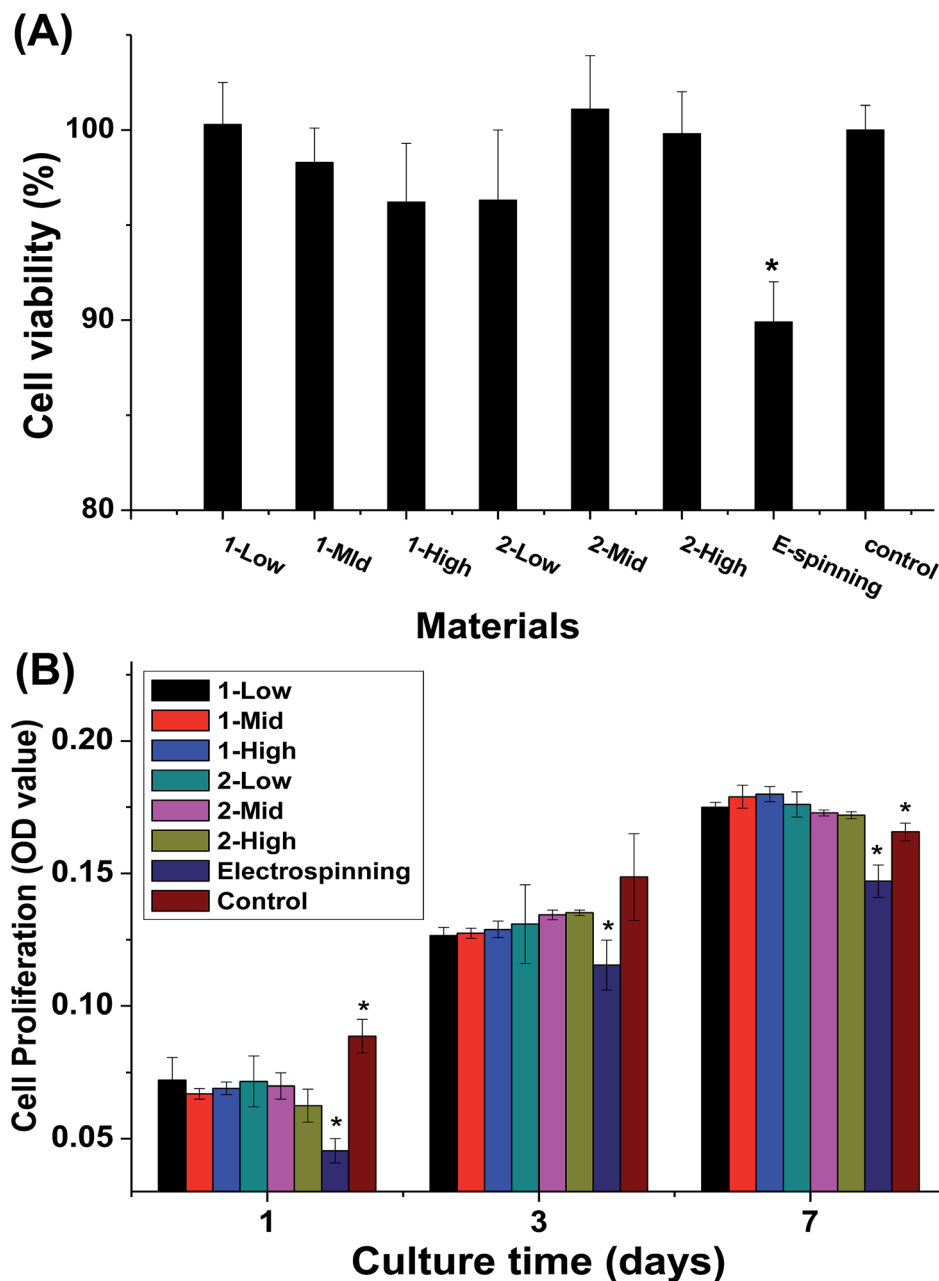 (A)
Cell viability (%)
100
90
80
*
1-Low
1-MId
1-High
2-Low
2-Mid
2-High
E-spinning
control
Materials
(B)
Cell Proliferation (OD value)
0.20
0.15
0.10
0.05
1-Low
1-Mid
1-High
2-Low
2-Mid
2-High
Electrospinning
Control
* *
*
* *
1 3 7
Culture time (days)